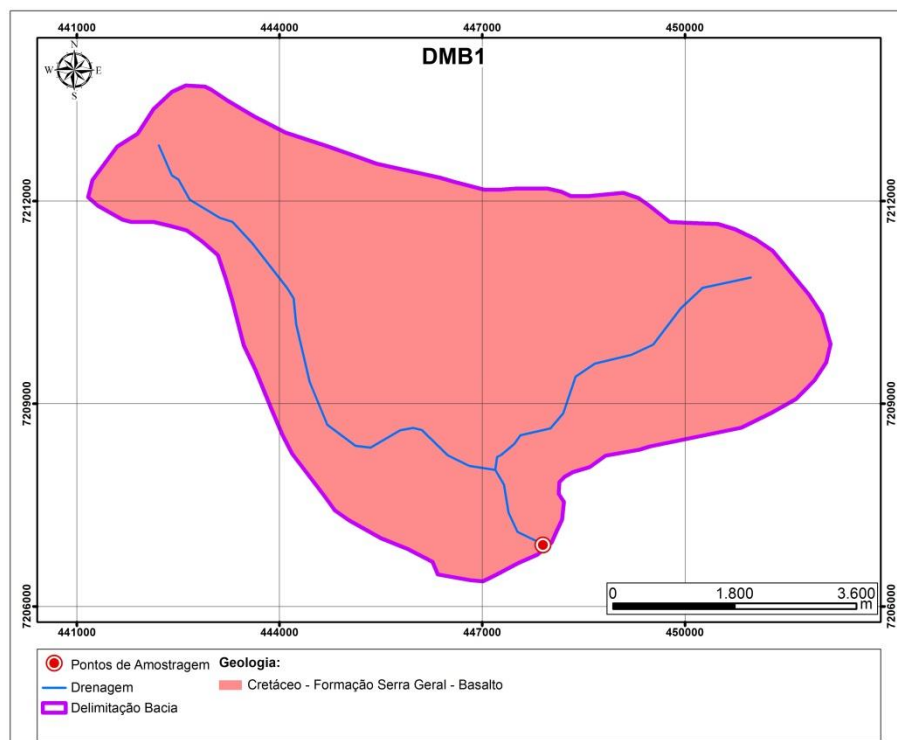 441000 444000 447000 450000
DMB1
N
W E
S
7212000 7212000
7209000 7209000
7206000 7206000
0 1.800 3.600
m
441000 444000 447000 450000
Pontos de Amostragem
Drenagem
Delimitação Bacia
Geologia:
Cretáceo - Formação Serra Geral - Basalto